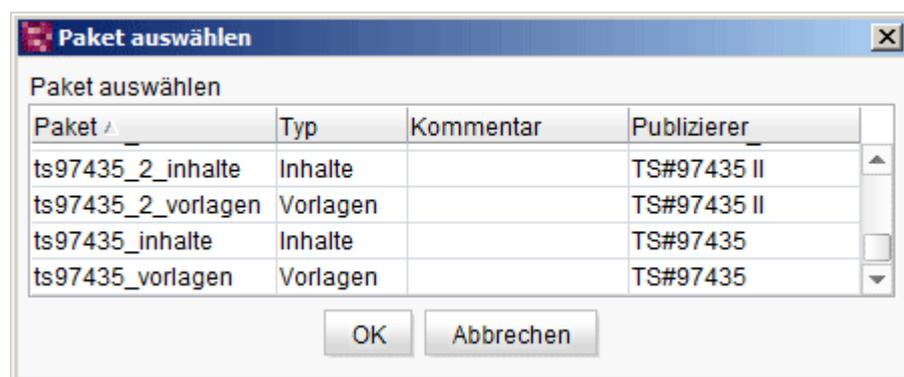 Paket auswählen
Paket auswählen
Paket Typ Kommentar Publizierer
ts97435_2_inhalte Inhalte TS#97435 II
ts97435_2_vorlagen Vorlagen TS#97435 II
ts97435_inhalte Inhalte TS#97435
ts97435_vorlagen Vorlagen TS#97435
OK Abbrechen